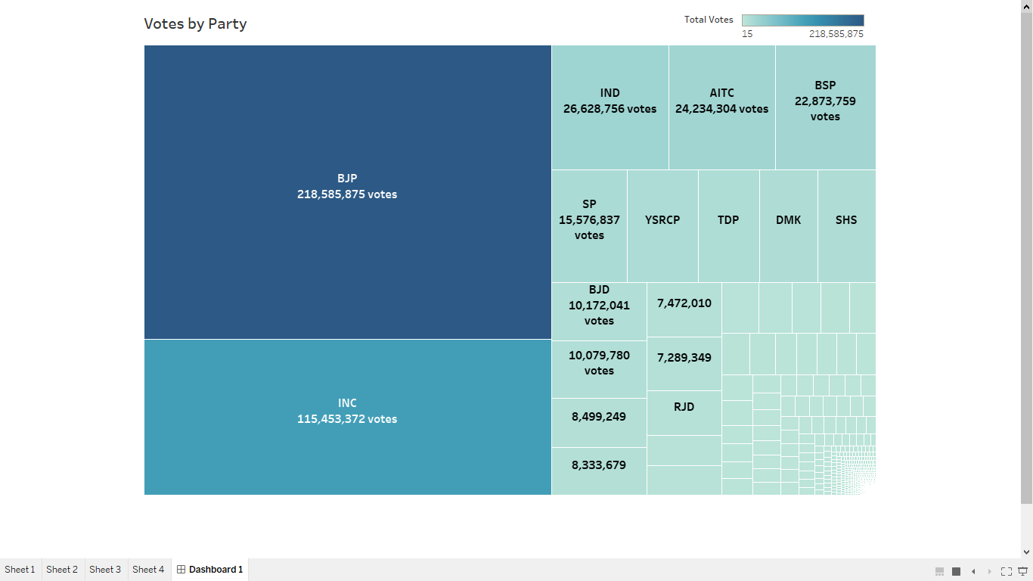 Votes by Party
Total Votes
15
218,585,875
BJP
218,585,875 votes
INC
115,453,372 votes
IND
26,628,756 votes
AITC
24,234,304 votes
BSP
22,873,759
votes
SP
15,576,837
votes
YSRCP
TDP
DMK
SHS
BJD
10,172,041
votes
10,079,780
votes
8,499,249
8,333,679
7,472,010
7,289,349
RJD
Sheet 1
Sheet 2
Sheet 3
Sheet 4
Dashboard 1